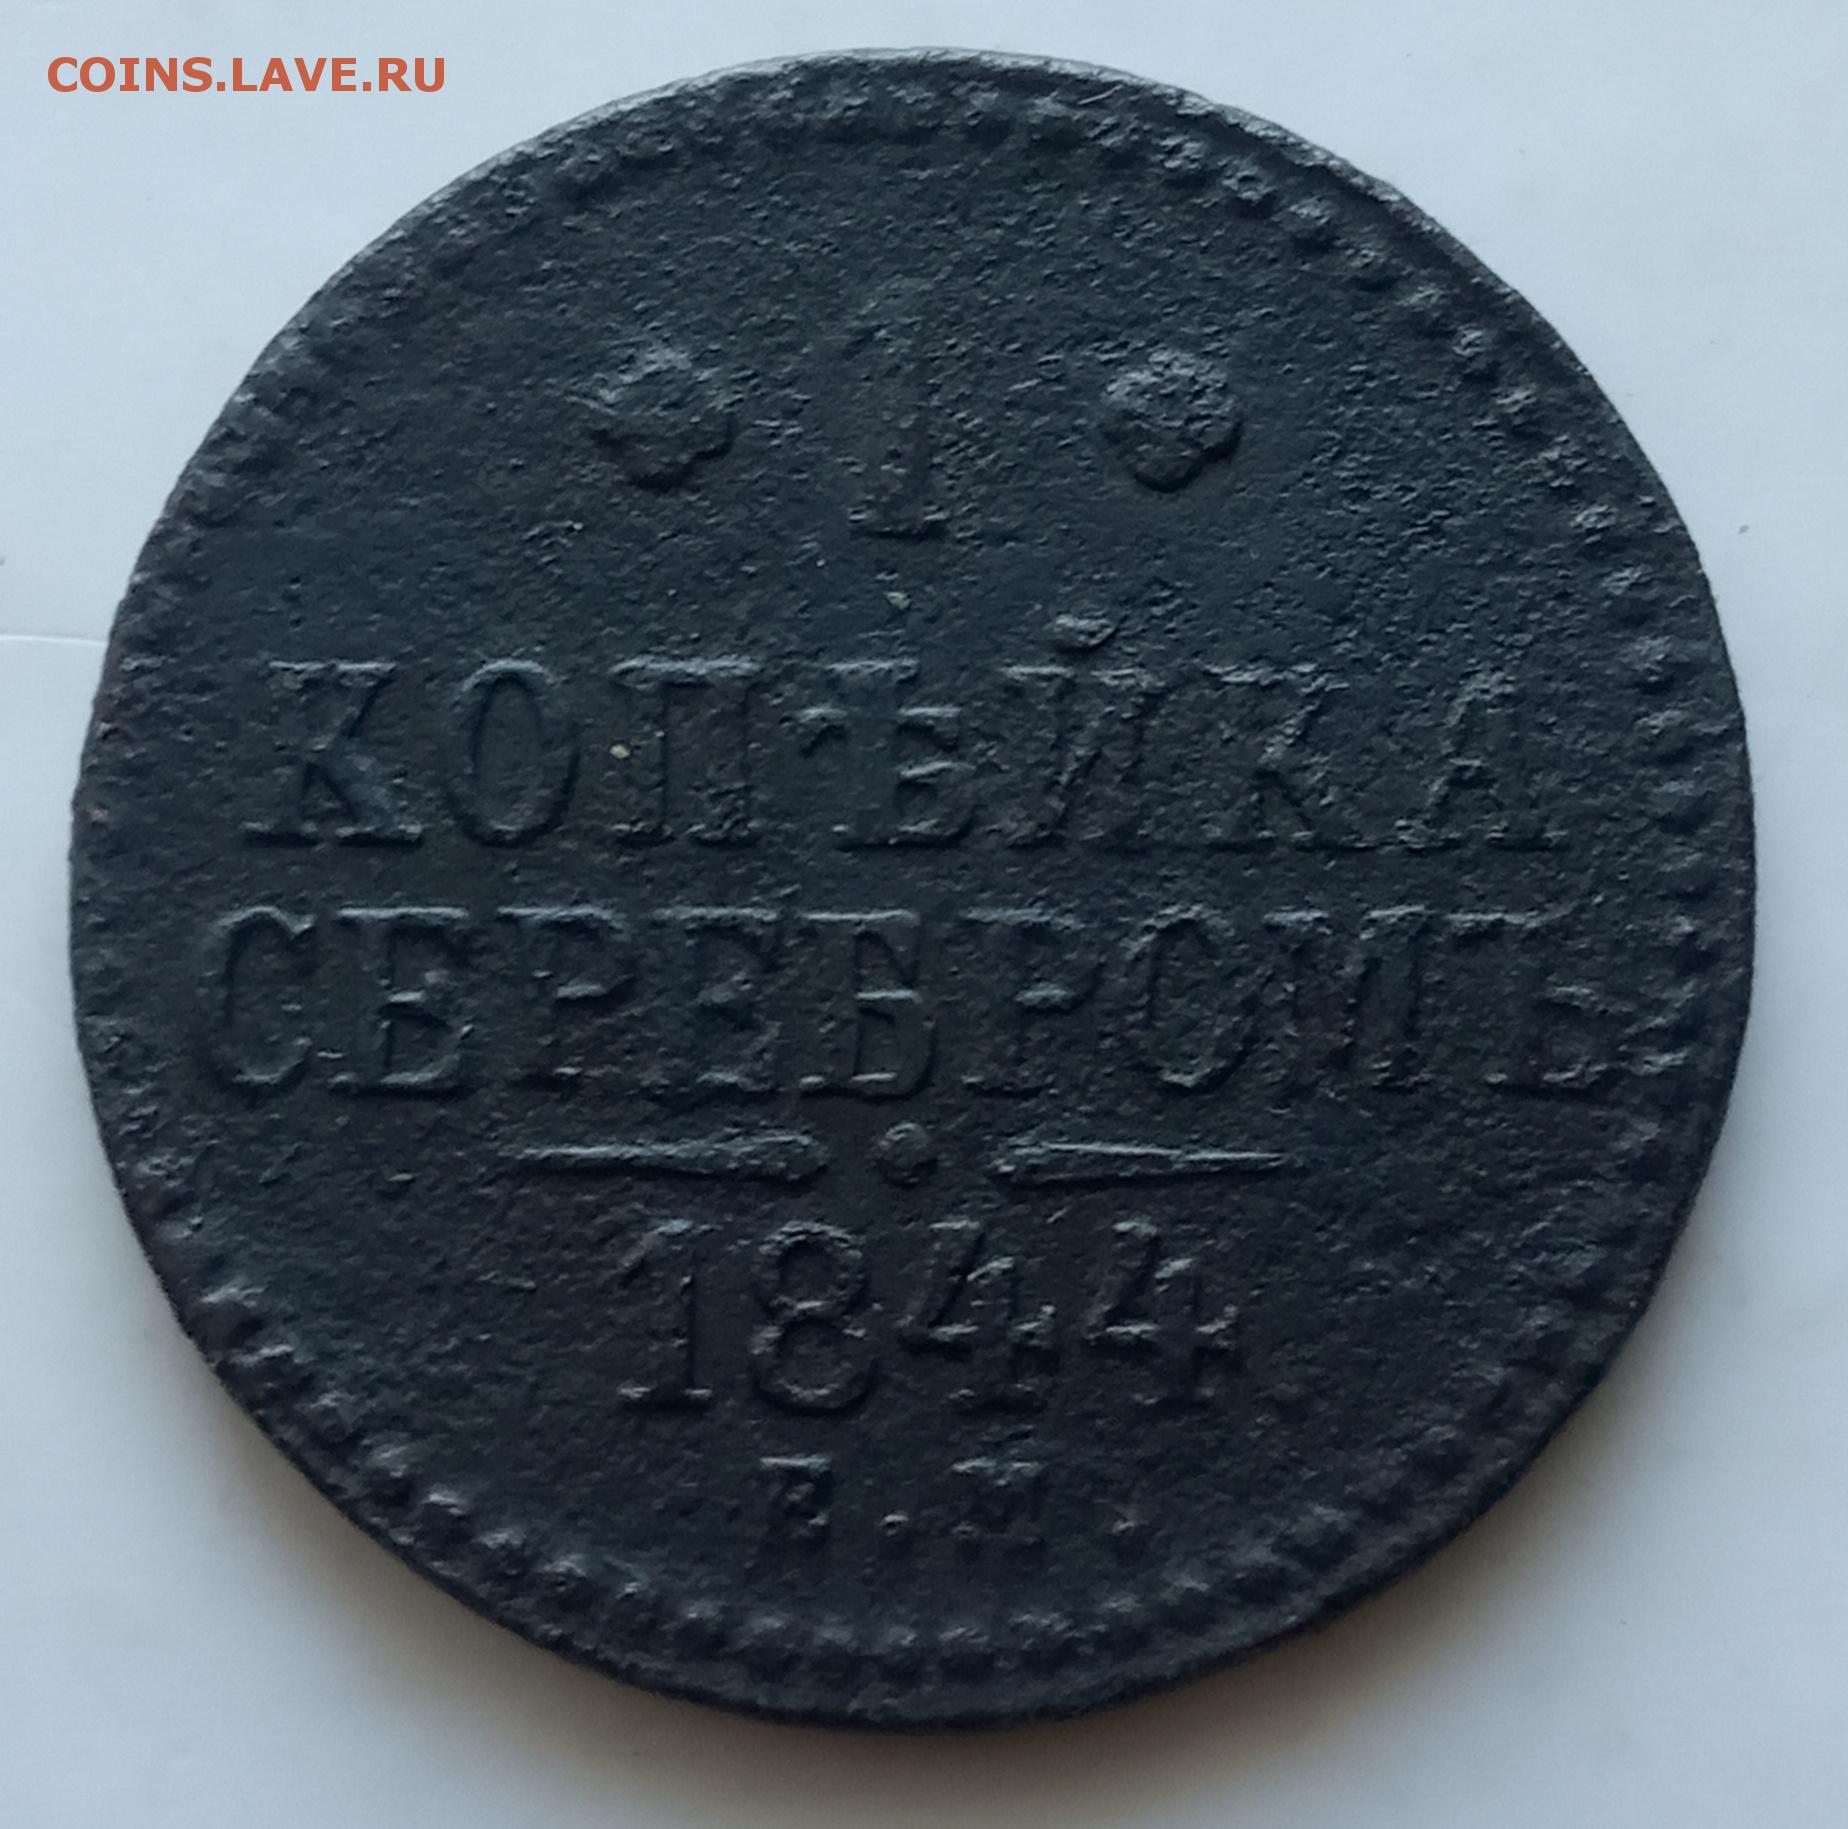 COINS.LAVE.RU
1
КОПѢЙКА
СЕРЕБРОМЪ
1844
Е.М.